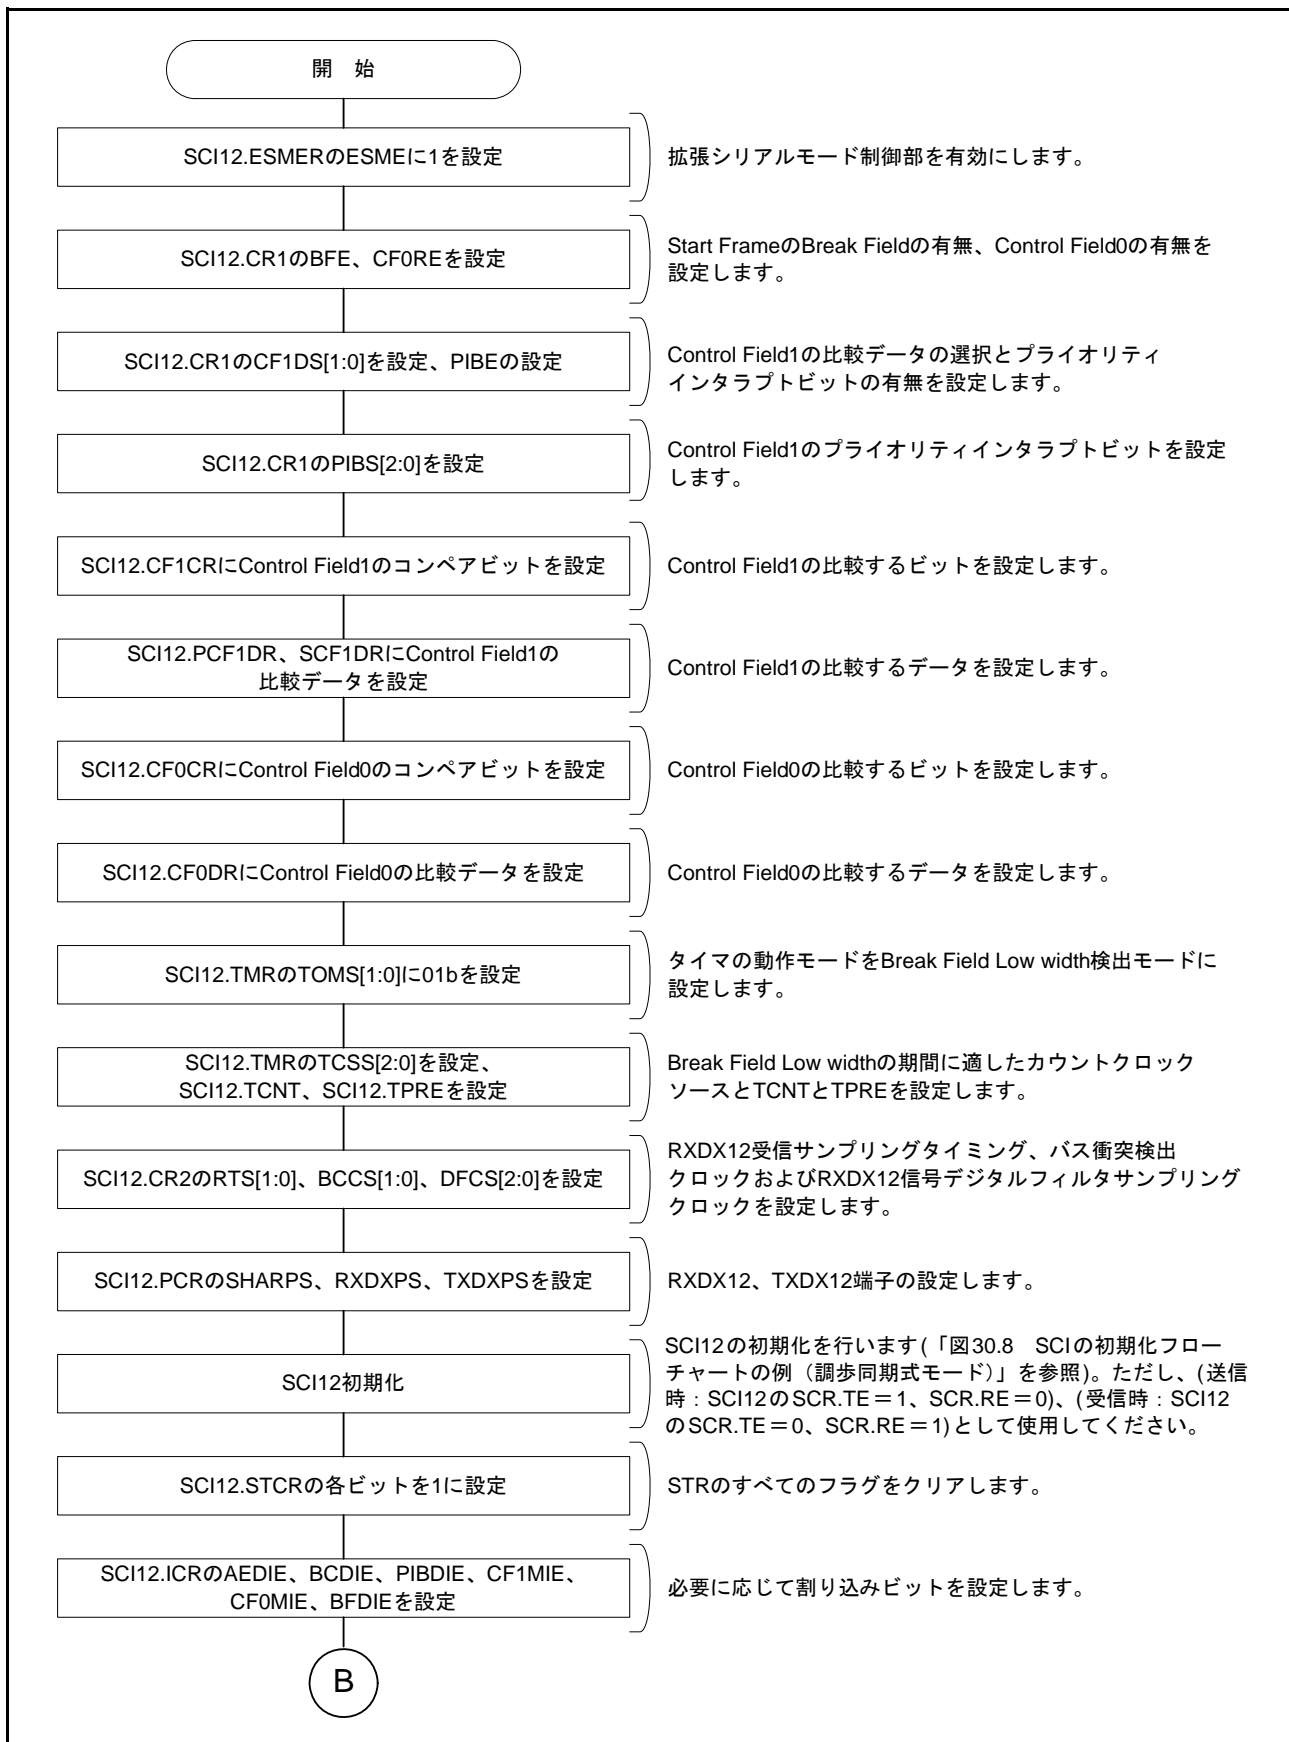 開　始
SCI12.ESMERのESMEに1を設定
拡張シリアルモード制御部を有効にします。
SCI12.CR1のBFE、CF0REを設定
Start FrameのBreak Fieldの有無、Control Field0の有無を
設定します。
SCI12.CR1のCF1DS[1:0]を設定、PIBEの設定
Control Field1の比較データの選択とプライオリティ
インタラプトビットの有無を設定します。
SCI12.CR1のPIBS[2:0]を設定
Control Field1のプライオリティインタラプトビットを設定
します。
SCI12.CF1CRにControl Field1のコンペアビットを設定
Control Field1の比較するビットを設定します。
SCI12.PCF1DR、SCF1DRにControl Field1の
比較データを設定
Control Field1の比較するデータを設定します。
SCI12.CF0CRにControl Field0のコンペアビットを設定
Control Field0の比較するビットを設定します。
SCI12.CF0DRにControl Field0の比較データを設定
Control Field0の比較するデータを設定します。
SCI12.TMRのTOMS[1:0]に01bを設定
タイマの動作モードをBreak Field Low width検出モードに
設定します。
SCI12.TMRのTCSS[2:0]を設定、
SCI12.TCNT、SCI12.TPREを設定
Break Field Low widthの期間に適したカウントクロック
ソースとTCNTとTPREを設定します。
SCI12.CR2のRTS[1:0]、BCCS[1:0]、DFCS[2:0]を設定
RXDX12受信サンプリングタイミング、バス衝突検出
クロックおよびRXDX12信号デジタルフィルタサンプリング
クロックを設定します。
SCI12.PCRのSHARPS、RXDXPS、TXDXPSを設定
RXDX12、TXDX12端子の設定します。
SCI12初期化
SCI12の初期化を行います(「図30.8　SCIの初期化フロー
チャートの例（調歩同期式モード）」を参照)。ただし、(送信
時：SCI12のSCR.TE＝1、SCR.RE＝0)、(受信時：SCI12
のSCR.TE＝0、SCR.RE＝1)として使用してください。
SCI12.STCRの各ビットを1に設定
STRのすべてのフラグをクリアします。
SCI12.ICRのAEDIE、BCDIE、PIBDIE、CF1MIE、
CF0MIE、BFDIEを設定
必要に応じて割り込みビットを設定します。
B